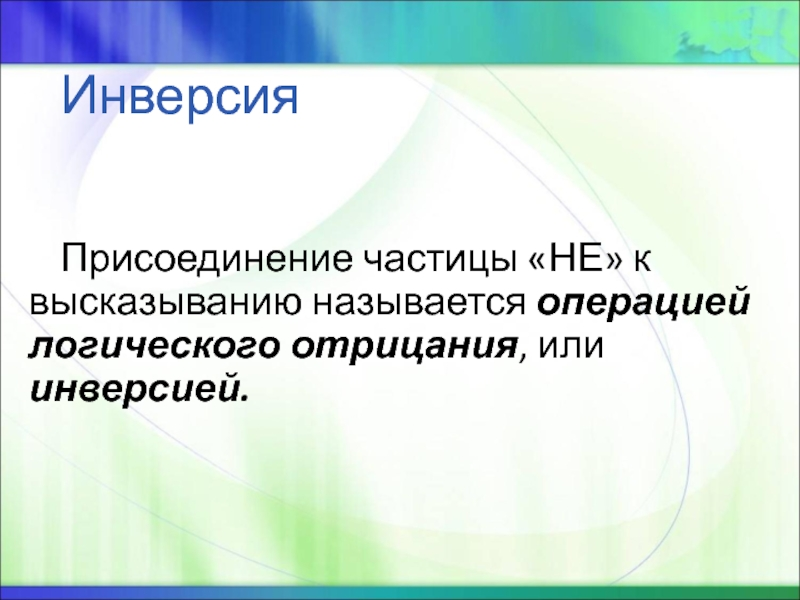 Инверсия
Присоединение частицы «НЕ» к
высказыванию называется операцией
логического отрицания, или
инверсией.